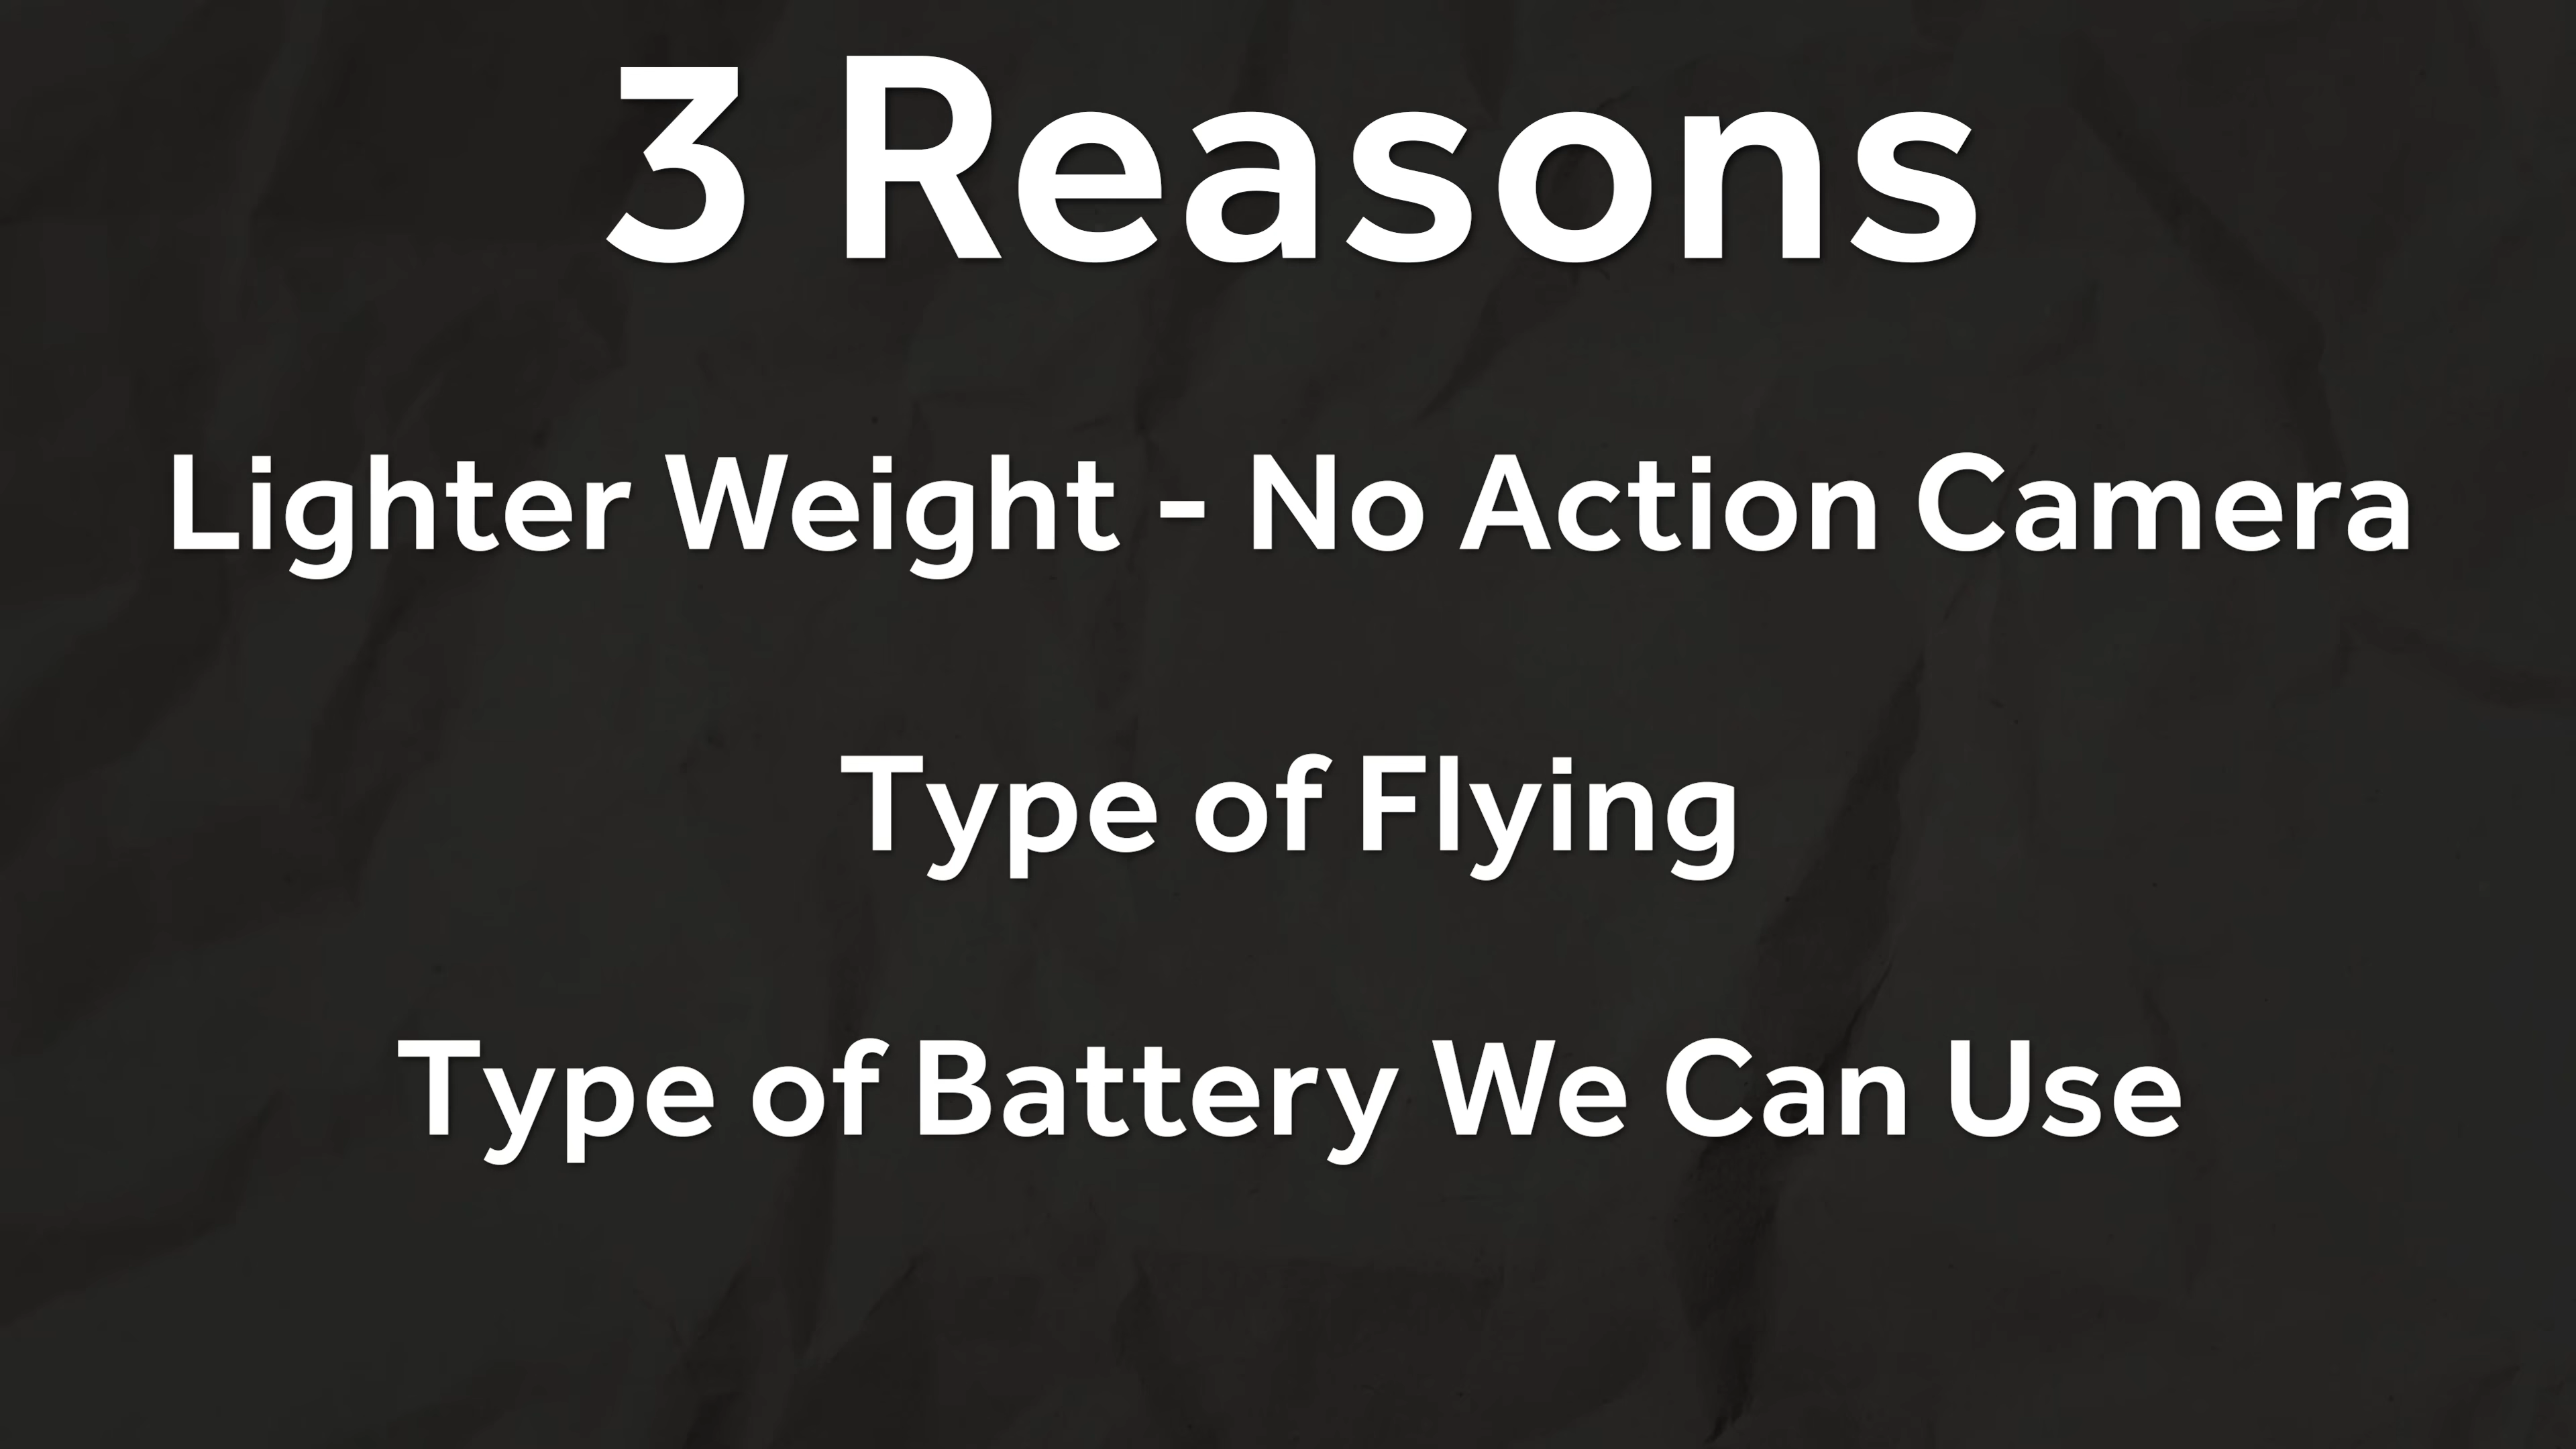 3 Reasons
Lighter Weight - No Action Camera
Type of Flying
Type of Battery We Can Use